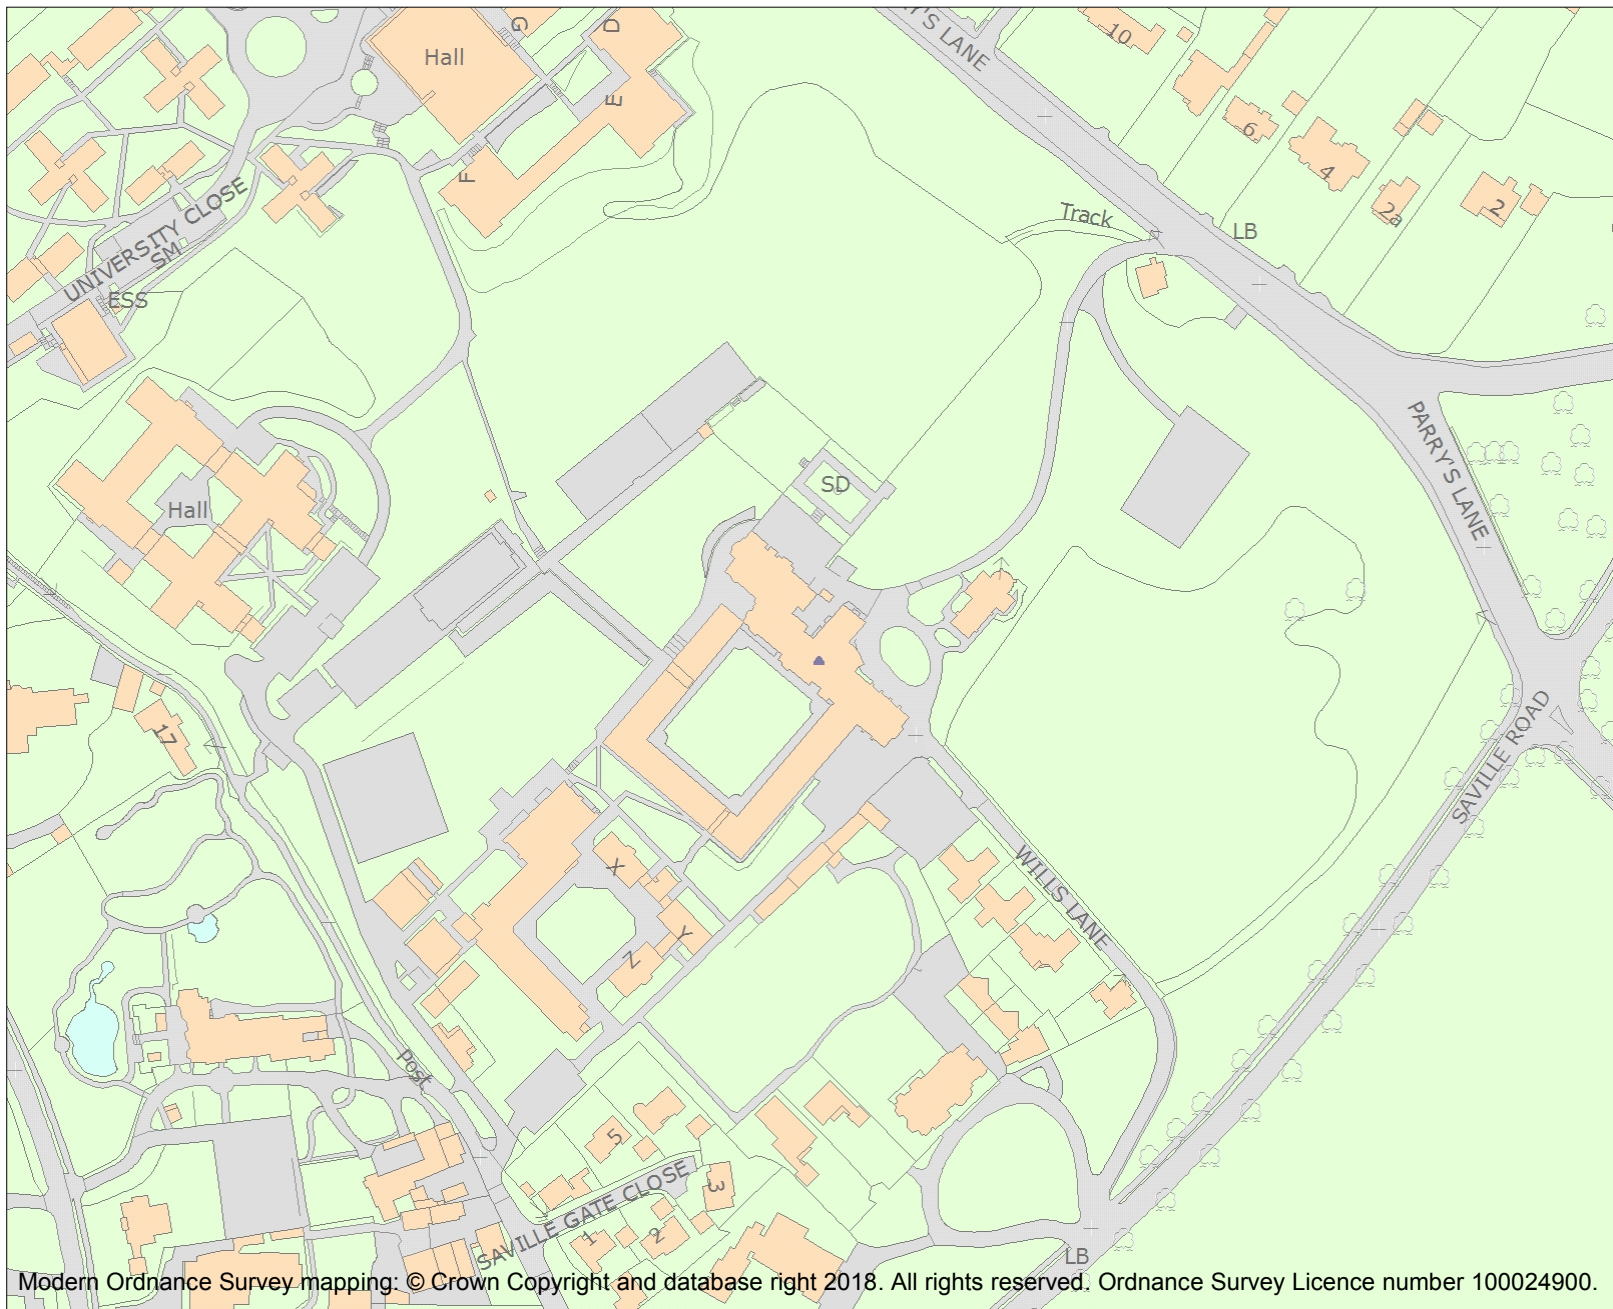 G
D
Hall
E
F
PARRY'S LANE
10
6
4
2a
2
Track
LB
UNIVERSITY CLOSE
SM
ESS
PARRY'S LANE
SD
Hall
17
SAVILLE ROAD
X
Y
Z
WILLS LANE
Post
5
3
SAVILLE GATE CLOSE
1
2
LB
Modern Ordnance Survey mapping: © Crown Copyright and database right 2018. All rights reserved. Ordnance Survey Licence number 100024900.